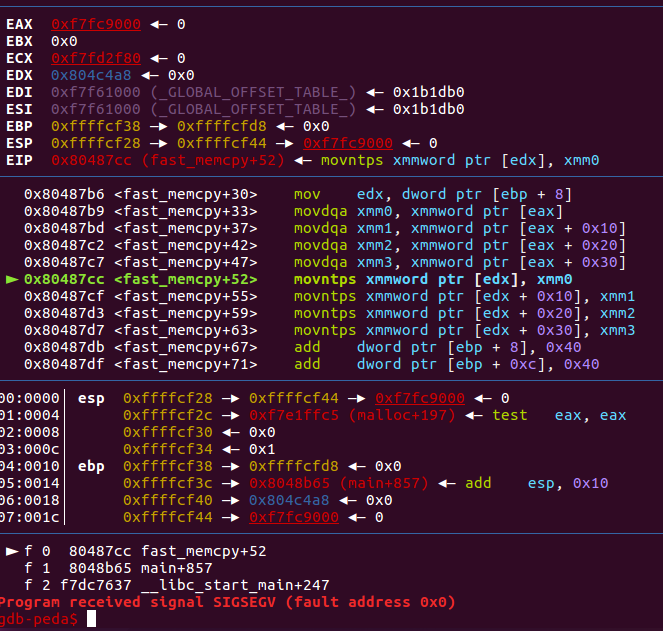 EAX 0xf7fc9000 ◂— 0
EBX 0x0
ECX 0xf7fd2f80 ◂— 0
EDX 0x804c4a8 ◂— 0x0
EDI 0xf7f61000 (_GLOBAL_OFFSET_TABLE_) ◂— 0x1b1db0
ESI 0xf7f61000 (_GLOBAL_OFFSET_TABLE_) ◂— 0x1b1db0
EBP 0xffffcf38 —▸ 0xffffcfd8 ◂— 0x0
ESP 0xffffcf28 —▸ 0xffffcf44 —▸ 0xf7fc9000 ◂— 0
EIP 0x80487cc (fast_memcpy+52) ◂— movntps xmmword ptr [edx], xmm0
0x80487b6 <fast_memcpy+30> mov edx, dword ptr [ebp + 8]
0x80487b9 <fast_memcpy+33> movdqa xmm0, xmmword ptr [eax]
0x80487bd <fast_memcpy+37> movdqa xmm1, xmmword ptr [eax + 0x10]
0x80487c2 <fast_memcpy+42> movdqa xmm2, xmmword ptr [eax + 0x20]
0x80487c7 <fast_memcpy+47> movdqa xmm3, xmmword ptr [eax + 0x30]
► 0x80487cc <fast_memcpy+52> movntps xmmword ptr [edx], xmm0
0x80487cf <fast_memcpy+55> movntps xmmword ptr [edx + 0x10], xmm1
0x80487d3 <fast_memcpy+59> movntps xmmword ptr [edx + 0x20], xmm2
0x80487d7 <fast_memcpy+63> movntps xmmword ptr [edx + 0x30], xmm3
0x80487db <fast_memcpy+67> add dword ptr [ebp + 8], 0x40
0x80487df <fast_memcpy+71> add dword ptr [ebp + 0xc], 0x40
00:0000│ esp 0xffffcf28 —▸ 0xffffcf44 —▸ 0xf7fc9000 ◂— 0
01:0004│ 0xffffcf2c —▸ 0xf7e1ffc5 (malloc+197) ◂— test eax, eax
02:0008│ 0xffffcf30 ◂— 0x0
03:000c│ 0xffffcf34 ◂— 0x1
04:0010│ ebp 0xffffcf38 —▸ 0xffffcfd8 ◂— 0x0
05:0014│ 0xffffcf3c —▸ 0x8048b65 (main+857) ◂— add esp, 0x10
06:0018│ 0xffffcf40 —▸ 0x804c4a8 ◂— 0x0
07:001c│ 0xffffcf44 —▸ 0xf7fc9000 ◂— 0
► f 0 80487cc fast_memcpy+52
f 1 8048b65 main+857
f 2 f7dc7637 __libc_start_main+247
Program received signal SIGSEGV (fault address 0x0)
gdb-peda$